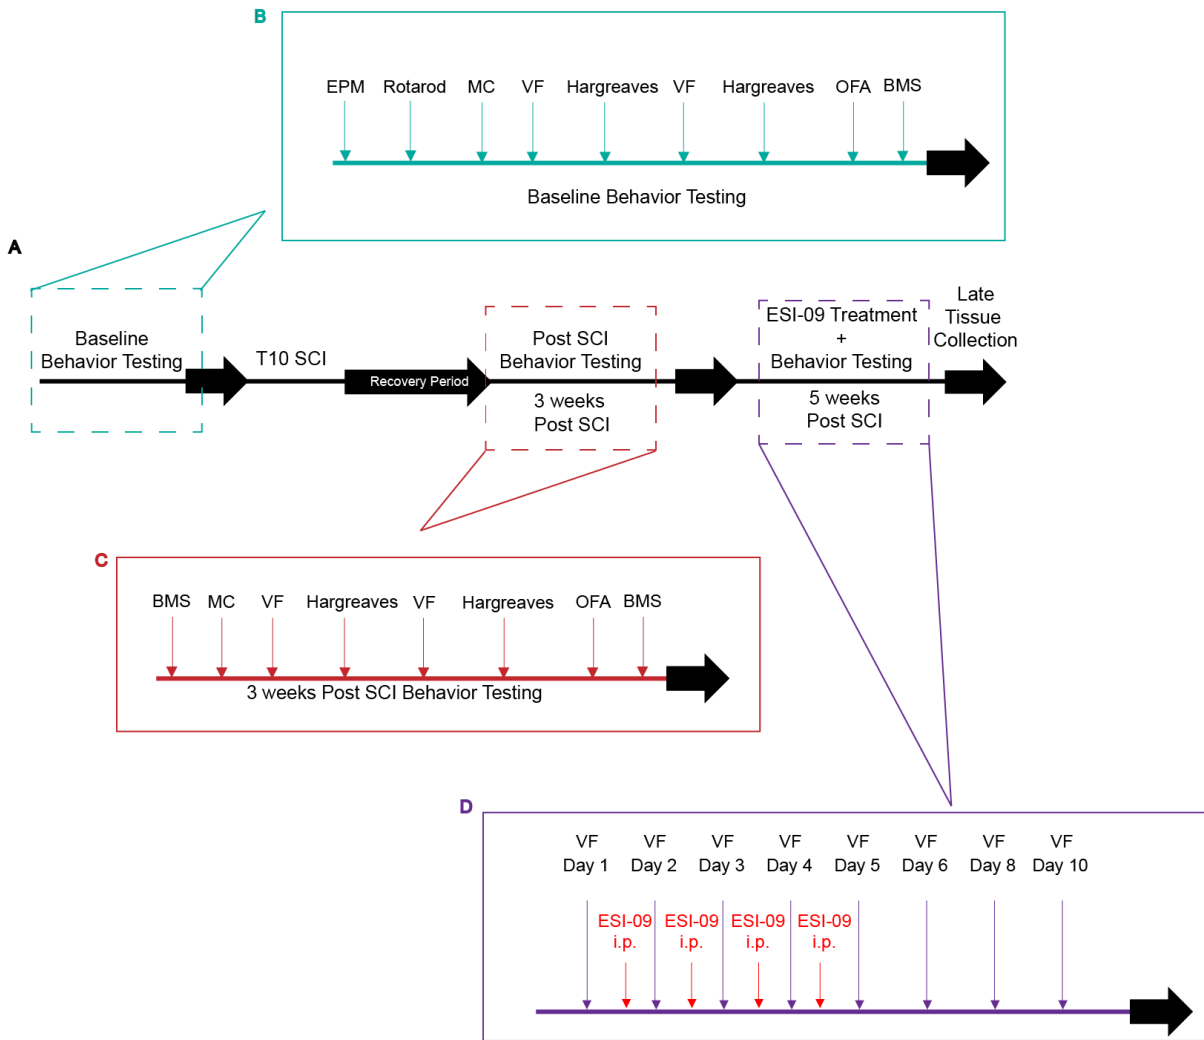 B
EPM Rotarod MC VF Hargreaves VF Hargreaves OFA BMS
Baseline Behavior Testing
A
Baseline
Behavior Testing
T10 SCI
Recovery Period
Post SCI
Behavior Testing
3 weeks
Post SCI
ESI-09 Treatment
+
Behavior Testing
5 weeks
Post SCI
Late
Tissue
Collection
C
BMS MC VF Hargreaves VF Hargreaves OFA BMS
3 weeks Post SCI Behavior Testing
D
VF VF VF VF VF VF VF VF
Day 1 Day 2 Day 3 Day 4 Day 5 Day 6 Day 8 Day 10
ESI-09 ESI-09 ESI-09 ESI-09
i.p. i.p. i.p. i.p.